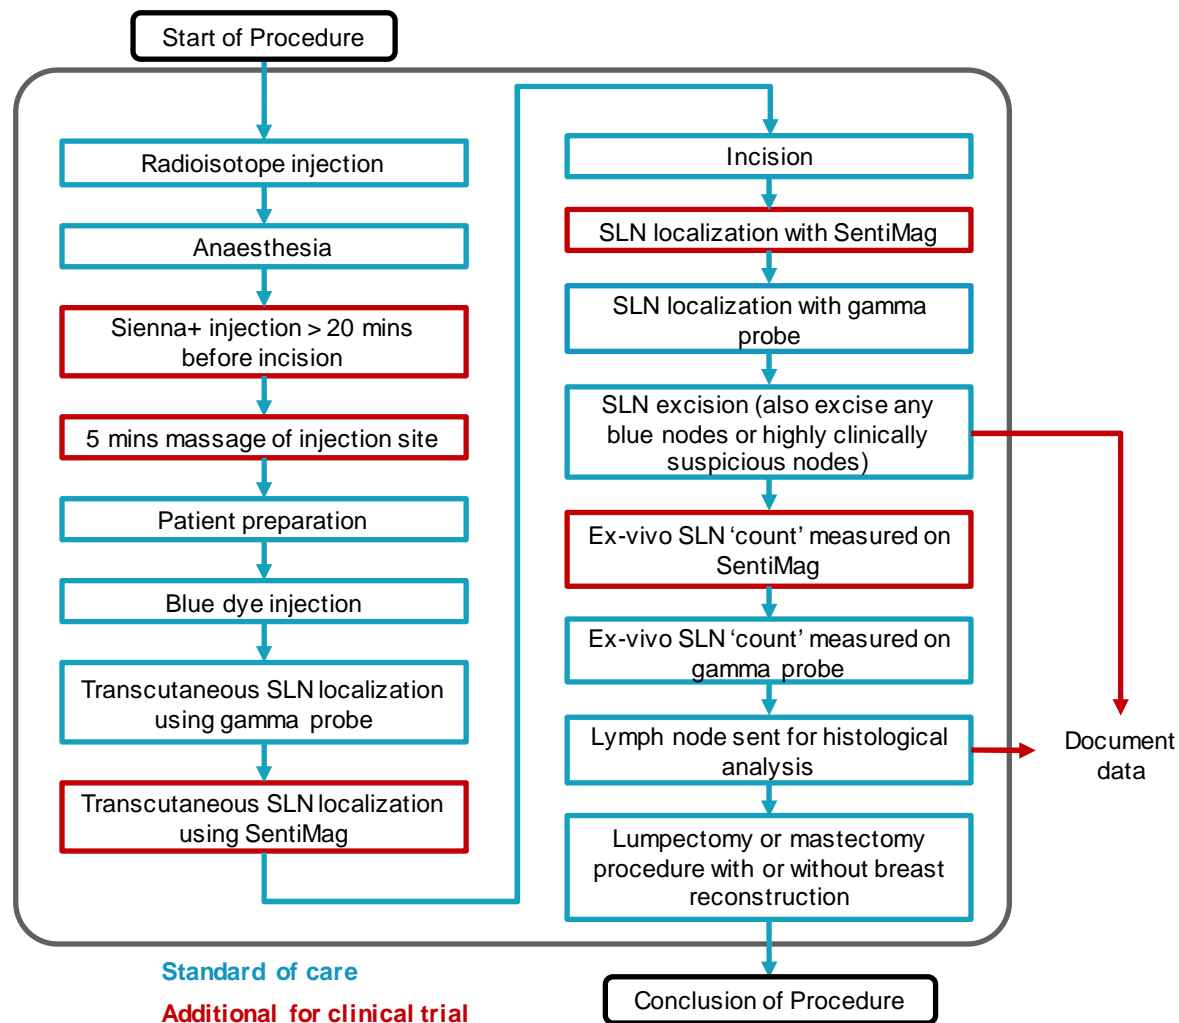 Start of Procedure
Radioisotope injection
Anaesthesia
Sienna+ injection > 20 mins
before incision
5 mins massage of injection site
Patient preparation
Blue dye injection
Transcutaneous SLN localization
using gamma probe
Transcutaneous SLN localization
using SentiMag
Incision
SLN localization with SentiMag
SLN localization with gamma
probe
SLN excision (also excise any
blue nodes or highly clinically
suspicious nodes)
Ex-vivo SLN ‘count’ measured on
SentiMag
Ex-vivo SLN ‘count’ measured on
gamma probe
Lymph node sent for histological
analysis
Lumpectomy or mastectomy
procedure with or without breast
reconstruction
Document
data
Conclusion of Procedure
Standard of care
Additional for clinical trial